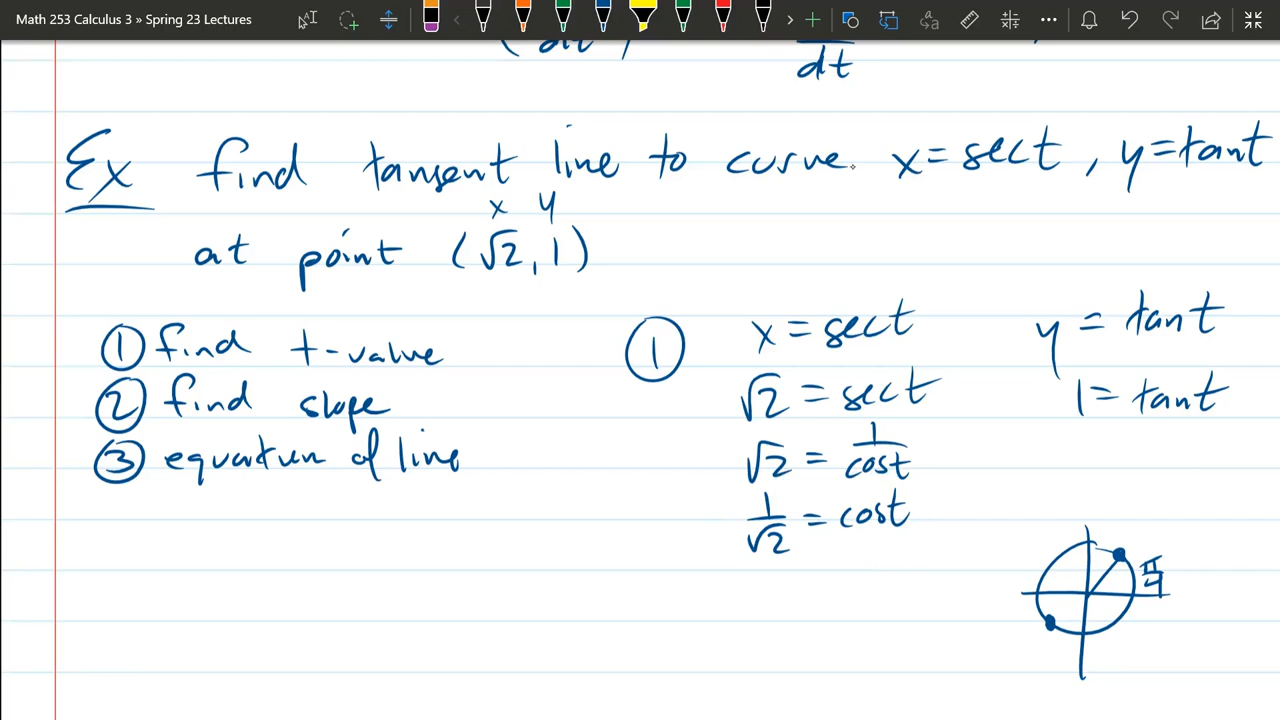 Math 253 Calculus 3 » Spring 23 Lectures
dt
Ex find tangent line to curve x = sect, y = tant
x y
at point (√2, 1)
① find t-value
② find slope
③ equation of line
① x = sect
√2 = sect
√2 = 1/cost
1/√2 = cost
y = tant
1 = tant
π/4